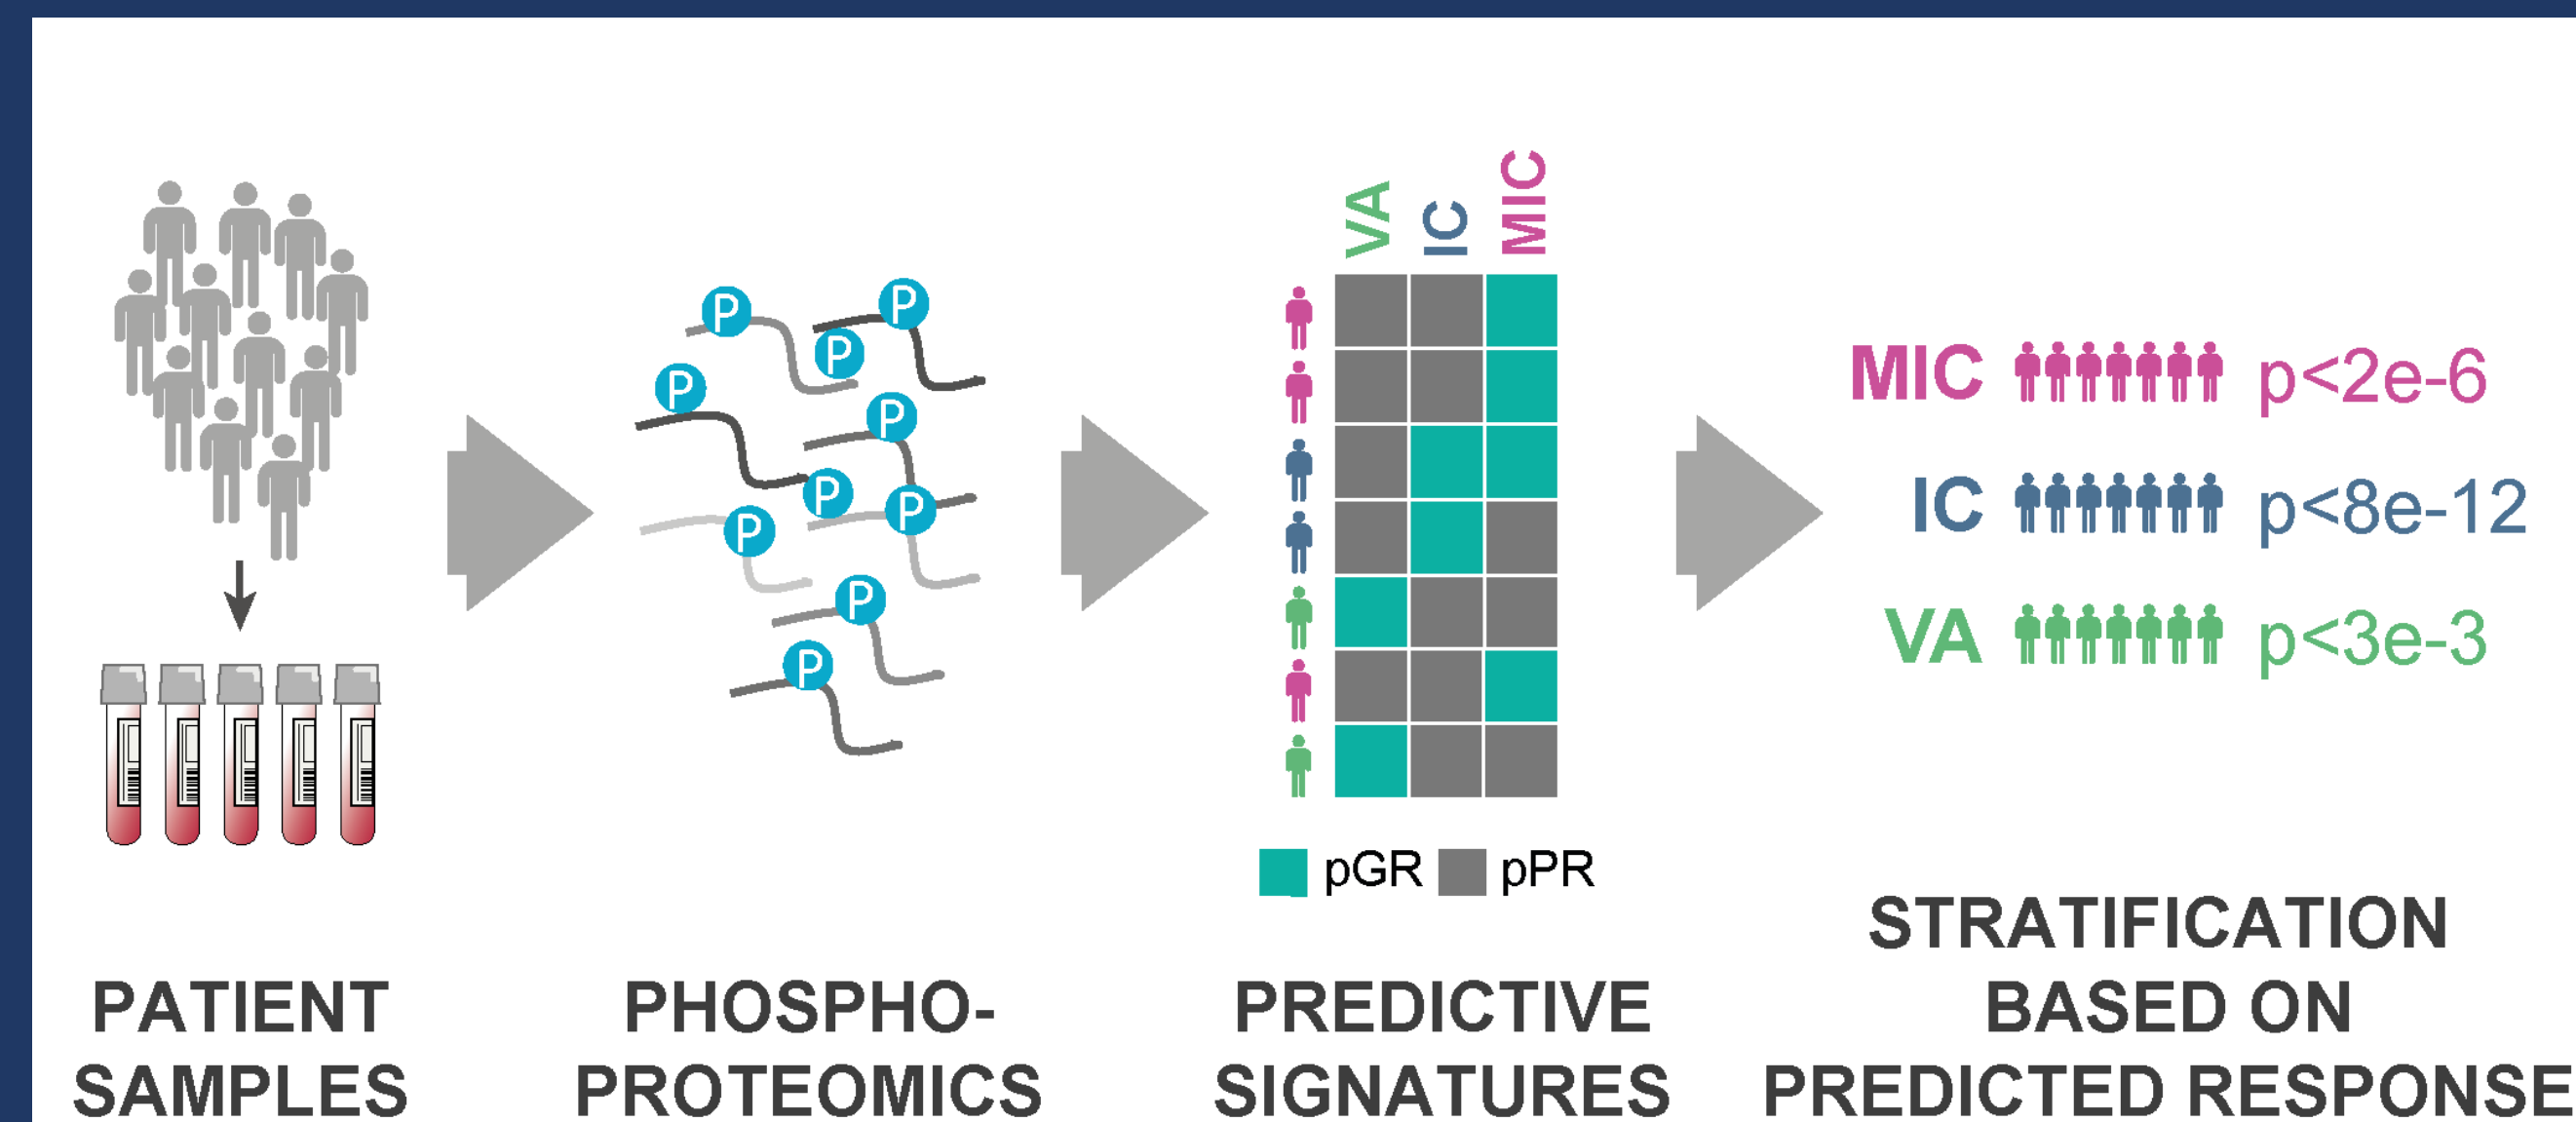 VA
IC
MIC
P
P
P
P
P
P
P
P
P
P
MIC p<2e-6
IC p<8e-12
VA p<3e-3
pGR pPR
PATIENT
SAMPLES
PHOSPHO-
PROTEOMICS
PREDICTIVE
SIGNATURES
STRATIFICATION
BASED ON
PREDICTED RESPONSE